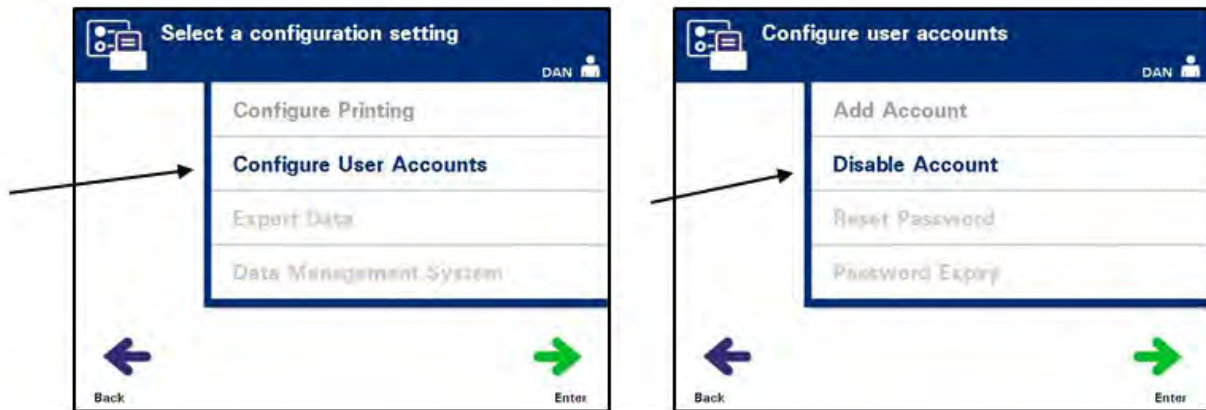 Select a configuration setting
DAN
Configure Printing
Configure User Accounts
Export Data
Data Management System
Back
Enter
Configure user accounts
DAN
Add Account
Disable Account
Reset Password
Password Expiry
Back
Enter